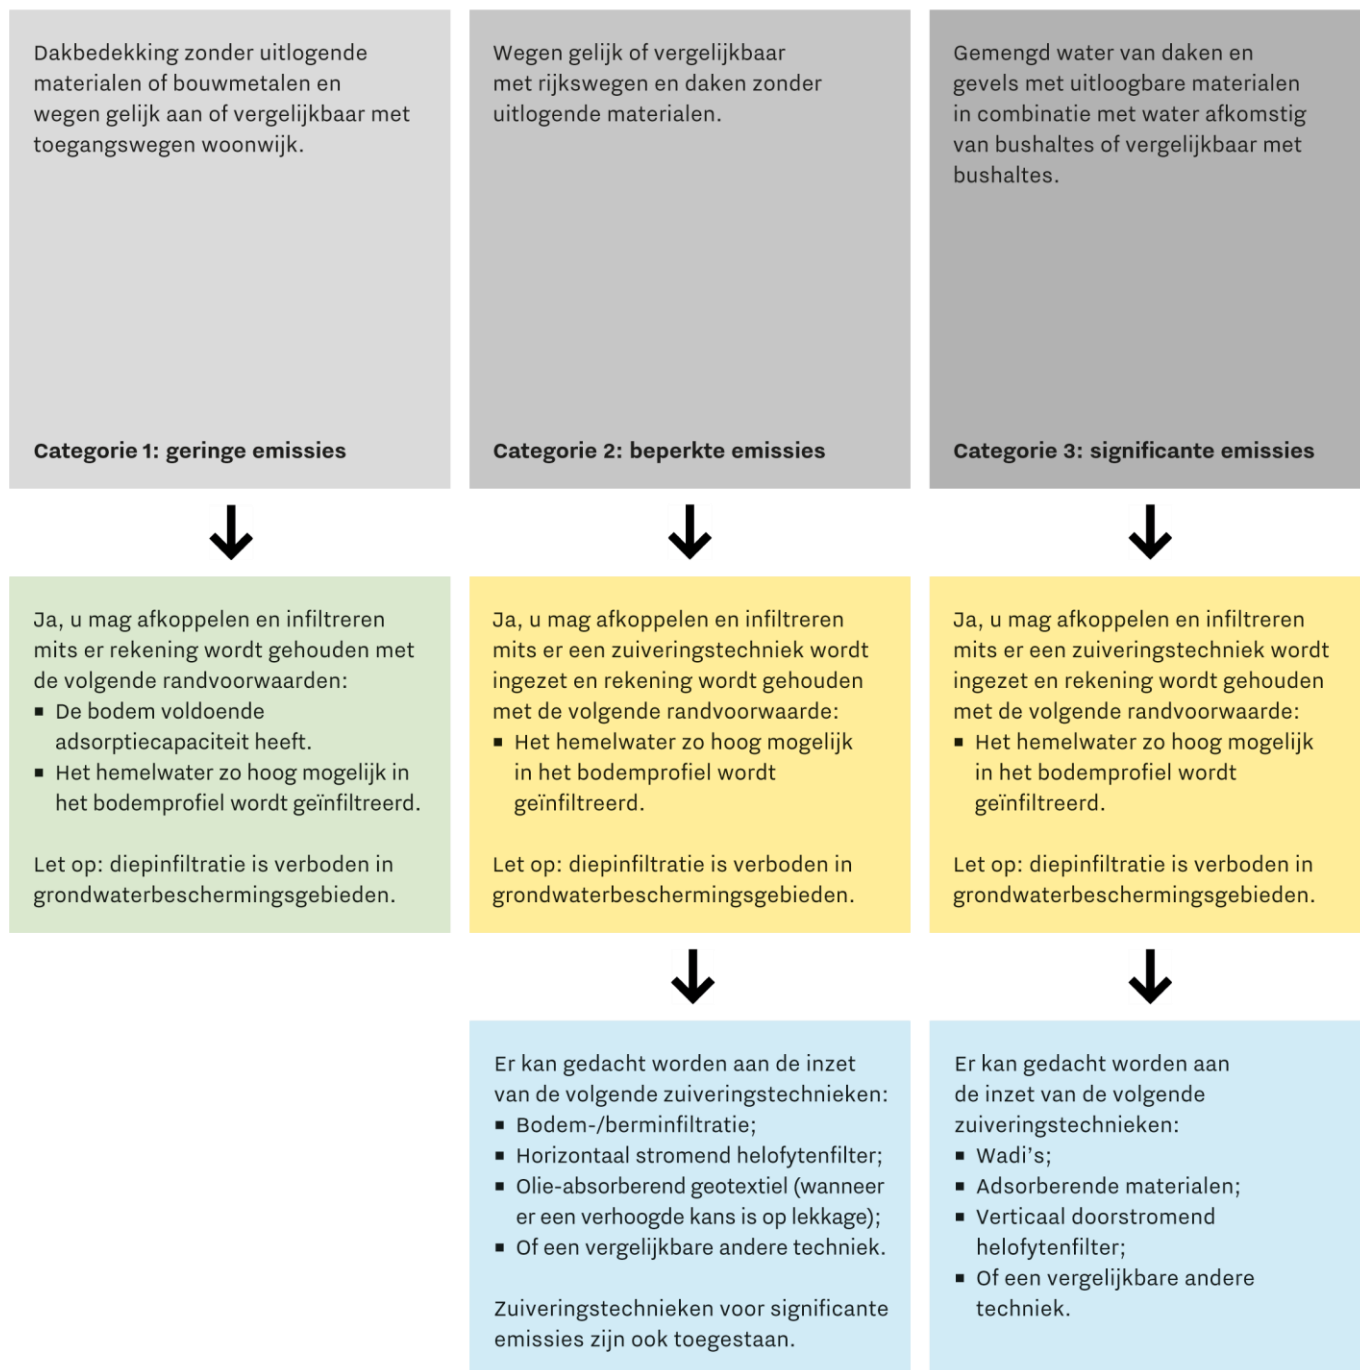 Dakbedekking zonder uitlogende
materialen of bouwmetalen en
wegen gelijk aan of vergelijkbaar met
toegangswegen woonwijk.
Categorie 1: geringe emissies
Wegen gelijk of vergelijkbaar
met rijkswegen en daken zonder
uitlogende materialen.
Categorie 2: beperkte emissies
Gemengd water van daken en
gevels met uitloogbare materialen
in combinatie met water afkomstig
van bushaltes of vergelijkbaar met
bushaltes.
Categorie 3: significante emissies
Ja, u mag afkoppelen en infiltreren
mits er rekening wordt gehouden met
de volgende randvoorwaarden:
▪ De bodem voldoende
adsorptiecapaciteit heeft.
▪ Het hemelwater zo hoog mogelijk in
het bodemprofiel wordt geïnfiltreerd.
Let op: diepinfiltratie is verboden in
grondwaterbeschermingsgebieden.
Ja, u mag afkoppelen en infiltreren
mits er een zuiveringstechniek wordt
ingezet en rekening wordt gehouden
met de volgende randvoorwaarde:
▪ Het hemelwater zo hoog mogelijk
in het bodemprofiel wordt
geïnfiltreerd.
Let op: diepinfiltratie is verboden in
grondwaterbeschermingsgebieden.
Ja, u mag afkoppelen en infiltreren
mits er een zuiveringstechniek wordt
ingezet en rekening wordt gehouden
met de volgende randvoorwaarde:
▪ Het hemelwater zo hoog mogelijk
in het bodemprofiel wordt
geïnfiltreerd.
Let op: diepinfiltratie is verboden in
grondwaterbeschermingsgebieden.
Er kan gedacht worden aan de inzet
van de volgende zuiveringstechnieken:
▪ Bodem-/berminfiltratie;
▪ Horizontaal stromend helofytenfilter;
▪ Olie-absorberend geotextiel (wanneer
er een verhoogde kans is op lekkage);
▪ Of een vergelijkbare andere techniek.
Zuiveringstechnieken voor significante
emissies zijn ook toegestaan.
Er kan gedacht worden aan
de inzet van de volgende
zuiveringstechnieken:
▪ Wadi's;
▪ Adsorberende materialen;
▪ Verticaal doorstromend
helofytenfilter;
▪ Of een vergelijkbare andere
techniek.